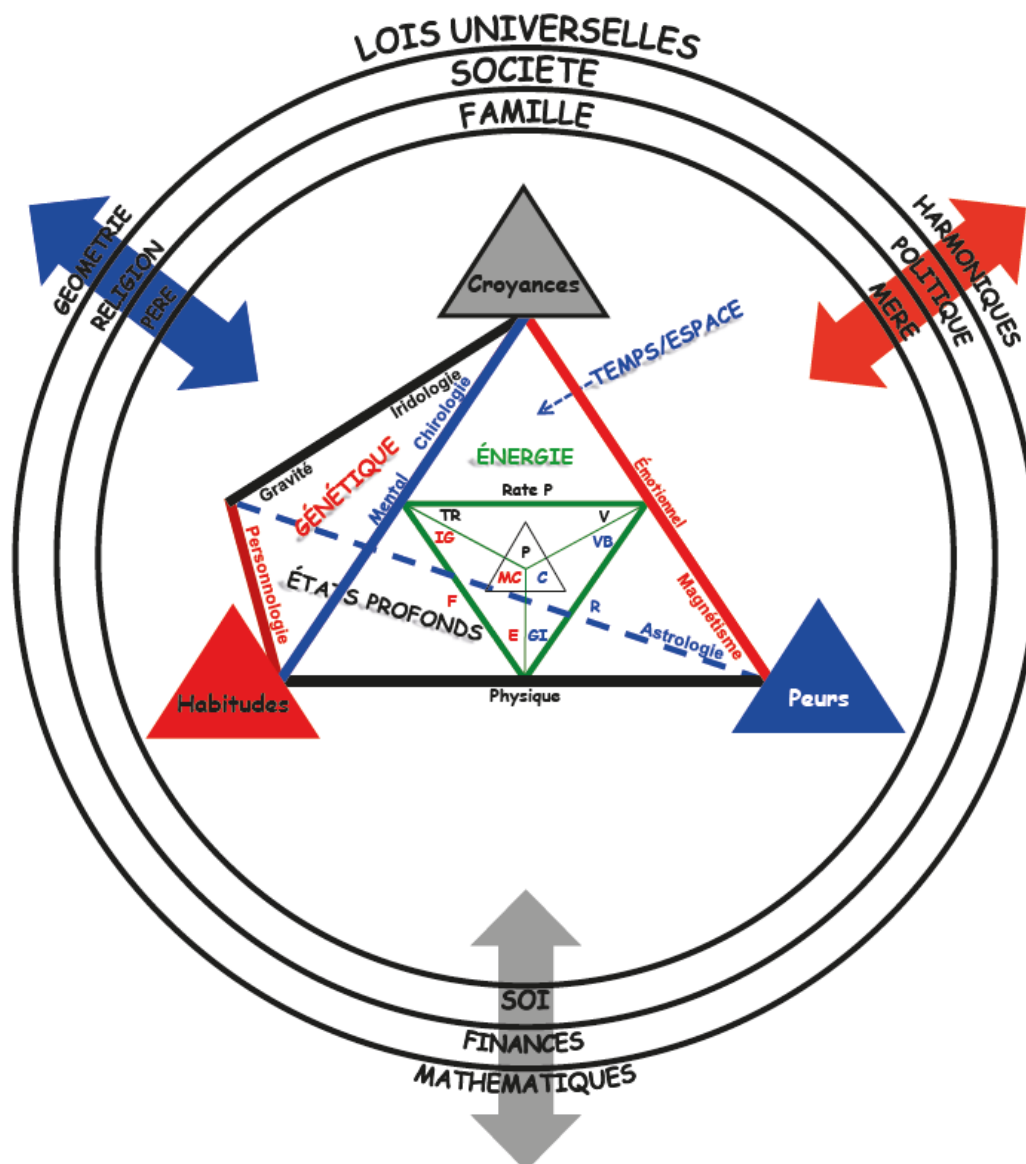 LOIS UNIVERSELLES
SOCIETE
FAMILLE
GEOMETRIE
RELIGION
PERE
HARMONIQUES
POLITIQUE
MERE
Croyances
TEMPS/ESPACE
Iridologie
Chirologie
Gravité
GÉNÉTIQUE
Mental
ÉNERGIE
Émotionnel
Rate P
TR
IG
V
VB
P
MC
C
Personnologie
ÉTATS PROFONDS
F
R
E
GI
Magnétisme
Astrologie
Habitudes
Physique
Peurs
SOI
FINANCES
MATHEMATIQUES